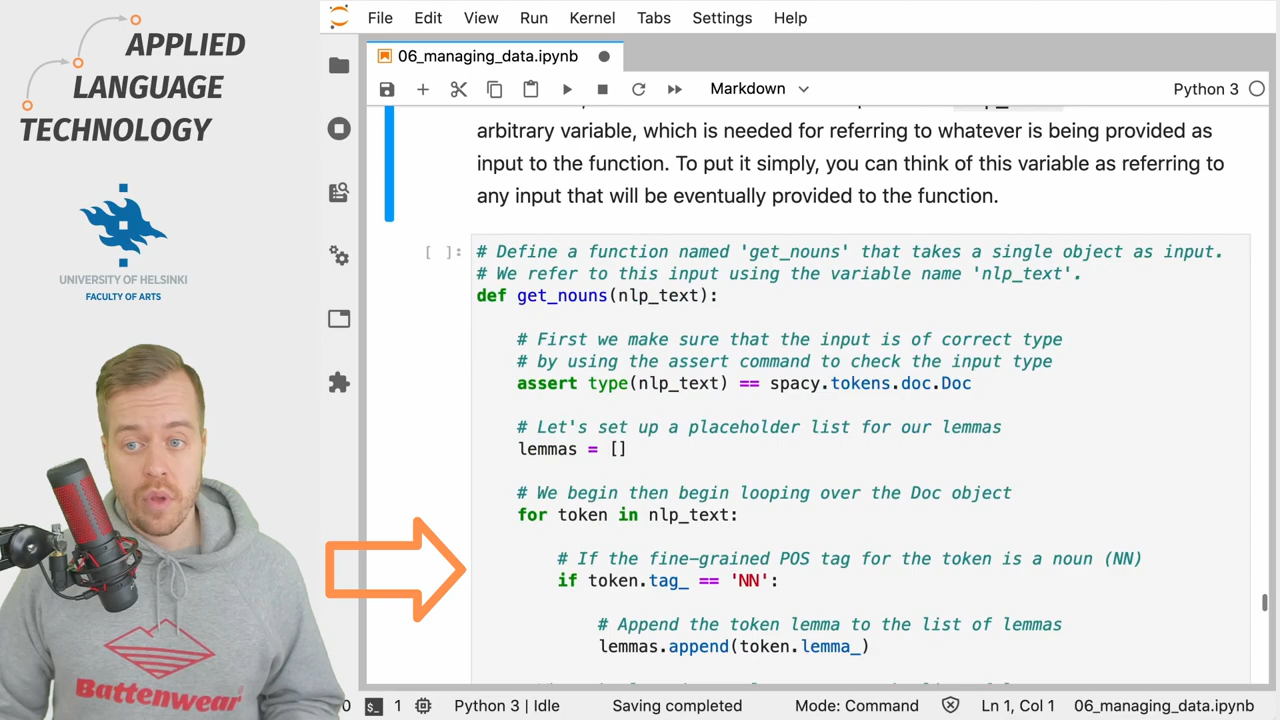 APPLIED
LANGUAGE
TECHNOLOGY
UNIVERSITY OF HELSINKI
FACULTY OF ARTS
Battenwear
File Edit View Run Kernel Tabs Settings Help
06_managing_data.ipynb
Markdown
Python 3
arbitrary variable, which is needed for referring to whatever is being provided as
input to the function. To put it simply, you can think of this variable as referring to
any input that will be eventually provided to the function.
[ ]:
# Define a function named 'get_nouns' that takes a single object as input.
# We refer to this input using the variable name 'nlp_text'.
def get_nouns(nlp_text):
# First we make sure that the input is of correct type
# by using the assert command to check the input type
assert type(nlp_text) == spacy.tokens.doc.Doc
# Let's set up a placeholder list for our lemmas
lemmas = []
# We begin then begin looping over the Doc object
for token in nlp_text:
# If the fine-grained POS tag for the token is a noun (NN)
if token.tag_ == 'NN':
# Append the token lemma to the list of lemmas
lemmas.append(token.lemma_)
0 1 Python 3 | Idle Saving completed Mode: Command Ln 1, Col 1 06_managing_data.ipynb